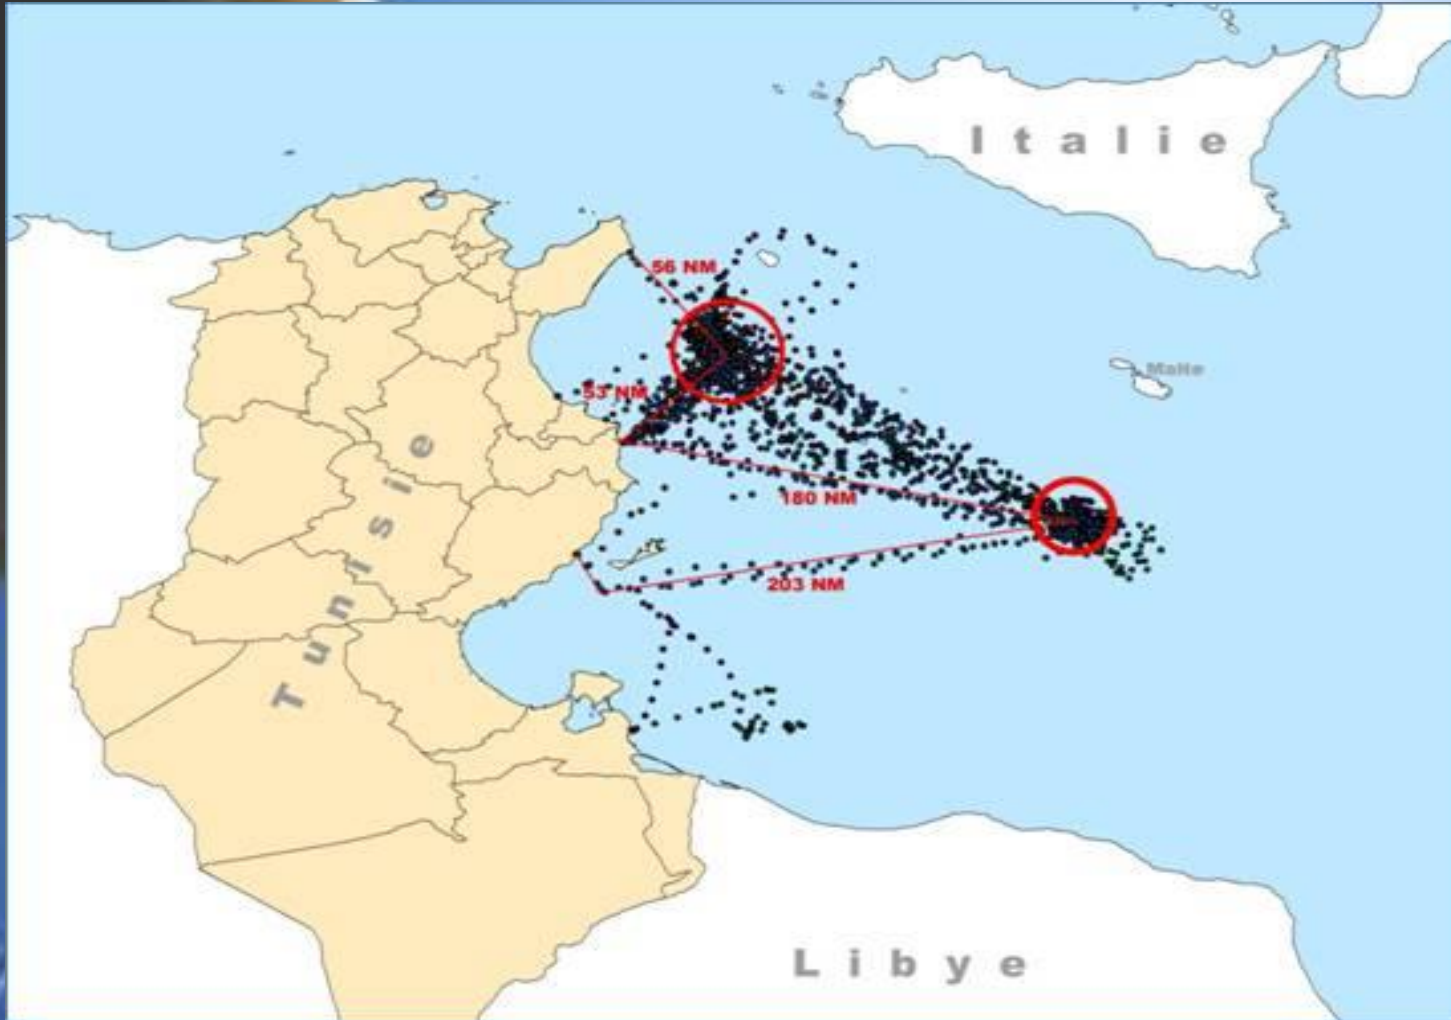 Italie
56 NM
Malte
53 NM
Tunisie
180 NM
203 NM
Libye